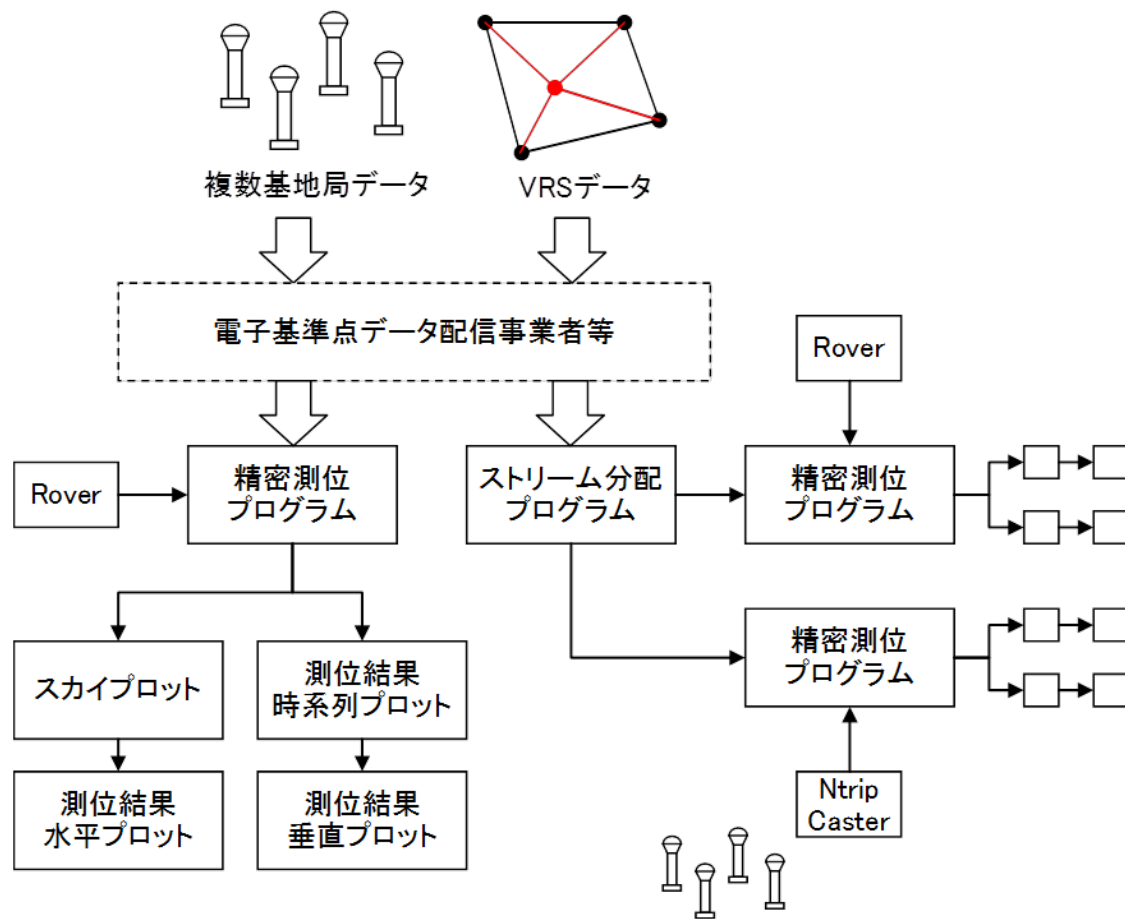 複数基地局データ
VRSデータ
電子基準点データ配信事業者等
Rover
Rover
精密測位
プログラム
ストリーム分配
プログラム
精密測位
プログラム
スカイプロット
測位結果
時系列プロット
精密測位
プログラム
測位結果
水平プロット
測位結果
垂直プロット
Ntrip
Caster